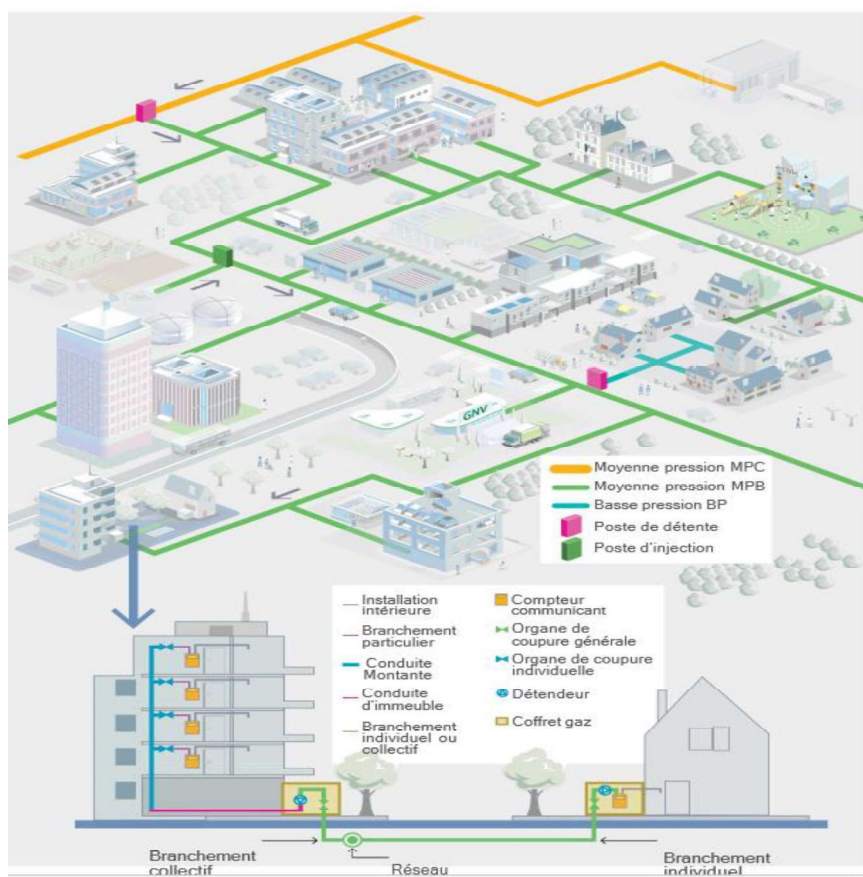 GNV
Moyenne pression MPC
Moyenne pression MPB
Basse pression BP
Poste de détente
Poste d'injection
Installation
intérieure
Branchement
particulier
Conduite
Montante
Conduite
d'immeuble
Branchement
individuel ou
collectif
Compteur
communicant
Organe de
coupure générale
Organe de coupure
individuelle
Détendeur
Coffret gaz
Branchement
collectif
Réseau
Branchement
individuel